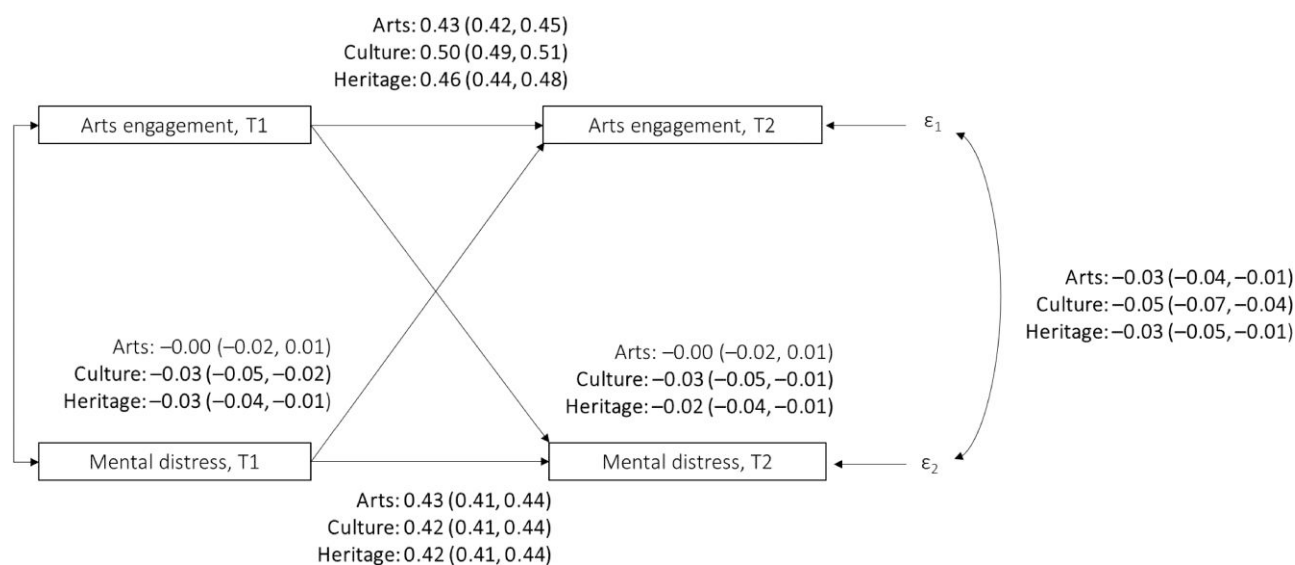 Arts: 0.43 (0.42, 0.45)
Culture: 0.50 (0.49, 0.51)
Heritage: 0.46 (0.44, 0.48)
Arts engagement, T1
Arts engagement, T2
ε1
Arts: –0.03 (–0.04, –0.01)
Culture: –0.05 (–0.07, –0.04)
Heritage: –0.03 (–0.05, –0.01)
Arts: –0.00 (–0.02, 0.01)
Culture: –0.03 (–0.05, –0.02)
Heritage: –0.03 (–0.04, –0.01)
Arts: –0.00 (–0.02, 0.01)
Culture: –0.03 (–0.05, –0.01)
Heritage: –0.02 (–0.04, –0.01)
Mental distress, T1
Mental distress, T2
ε2
Arts: 0.43 (0.41, 0.44)
Culture: 0.42 (0.41, 0.44)
Heritage: 0.42 (0.41, 0.44)